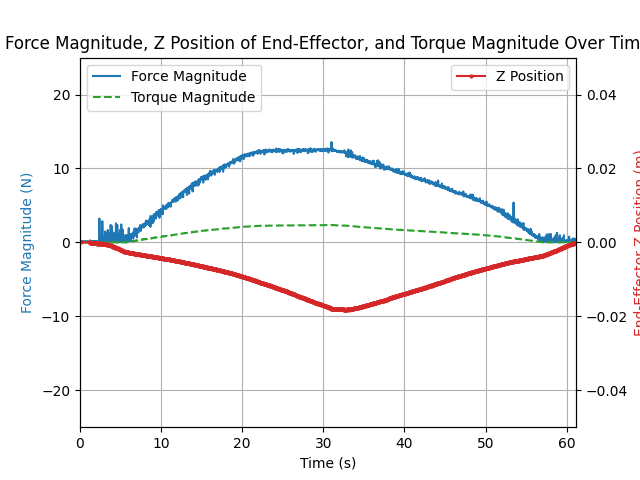 Force Magnitude, Z Position of End-Effector, and Torque Magnitude Over Tim
Force Magnitude
Torque Magnitude
Z Position
20
10
0
−10
−20
0.04
0.02
0.00
−0.02
−0.04
Force Magnitude (N)
End-Effector Z Position (m)
0 10 20 30 40 50 60
Time (s)